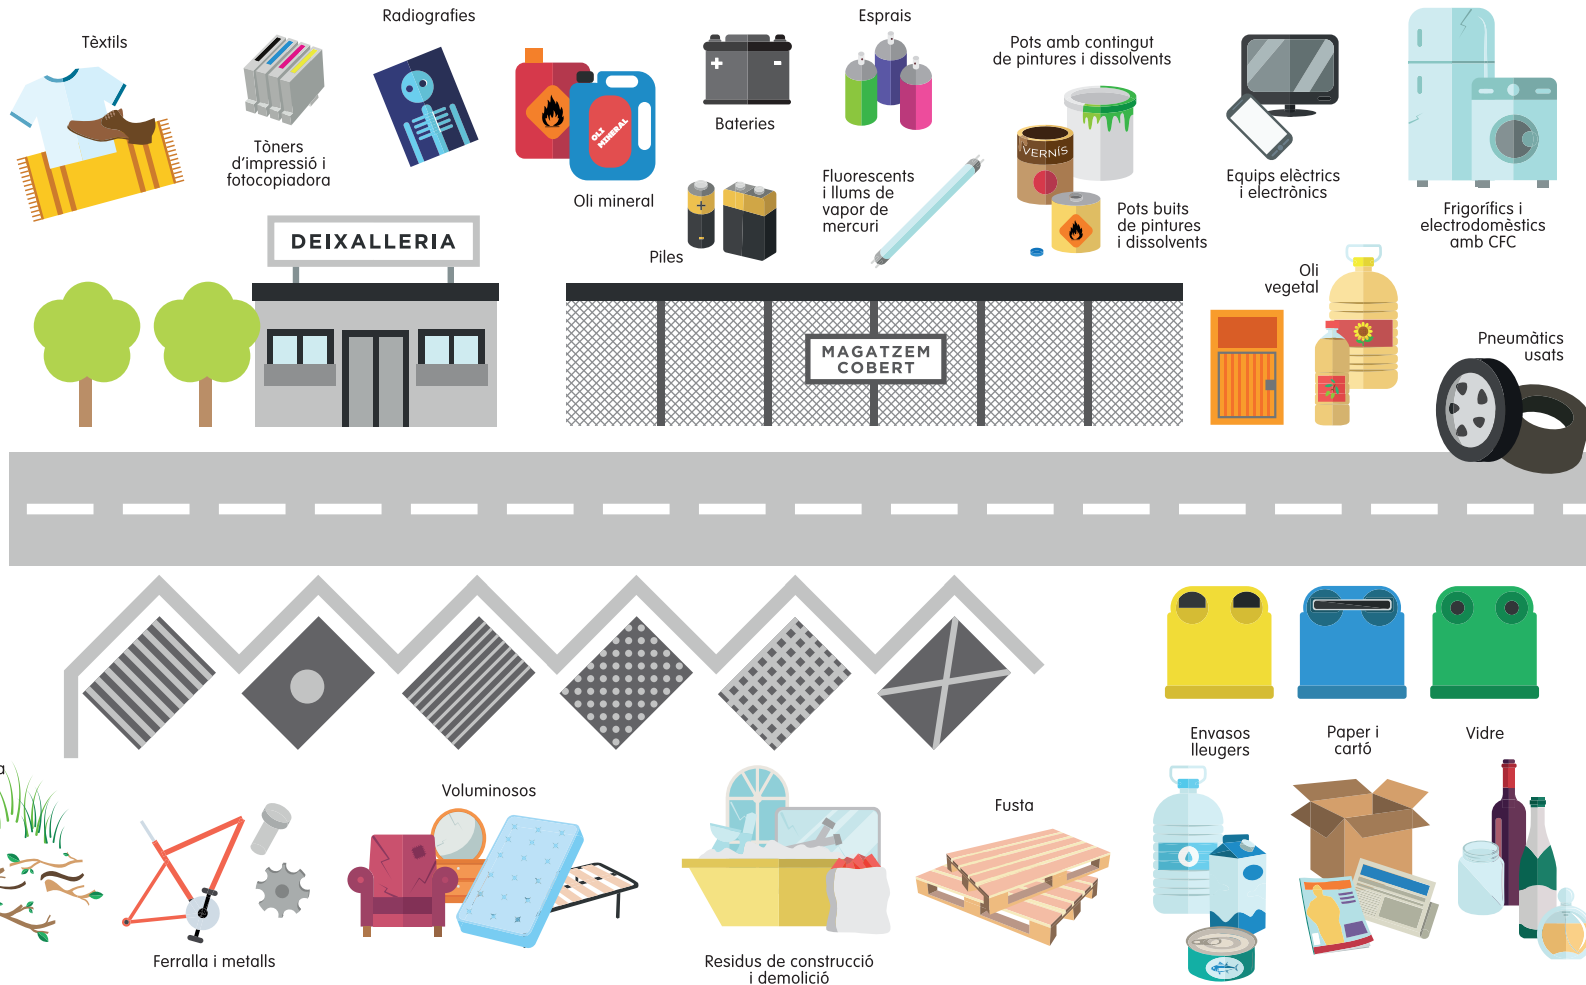 Radiografies
Esprais
Tèxtils
Pots amb contingut
de pintures i dissolvents
Bateries
Tòners
d'impressió i
fotocopiadora
OLI
MINERAL
Oli mineral
VERNÍS
Fluorescents
i llums de
vapor de
mercuri
Equips elèctrics
i electrònics
Frigorífics i
electrodomèstics
amb CFC
Pots buits
de pintures
i dissolvents
Piles
DEIXALLERIA
Oli
vegetal
Pneumàtics
usats
MAGATZEM
COBERT
Envasos
lleugers
Paper i
cartó
Vidre
a
Voluminosos
Fusta
Ferralla i metalls
Residus de construcció
i demolició